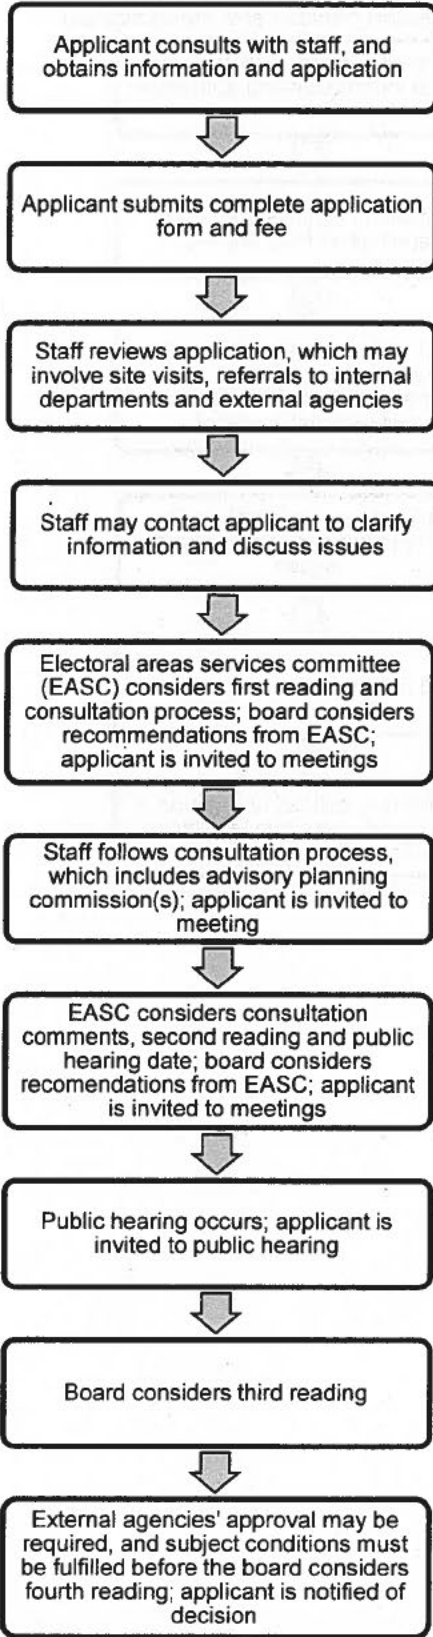 Applicant consults with staff, and
obtains information and application
Applicant submits complete application
form and fee
Staff reviews application, which may
involve site visits, referrals to internal
departments and external agencies
Staff may contact applicant to clarify
information and discuss issues
Electoral areas services committee
(EASC) considers first reading and
consultation process; board considers
recommendations from EASC;
applicant is invited to meetings
Staff follows consultation process,
which includes advisory planning
commission(s); applicant is invited to
meeting
EASC considers consultation
comments, second reading and public
hearing date; board considers
recomendations from EASC; applicant
is invited to meetings
Public hearing occurs; applicant is
invited to public hearing
Board considers third reading
External agencies' approval may be
required, and subject conditions must
be fulfilled before the board considers
fourth reading; applicant is notified of
decision